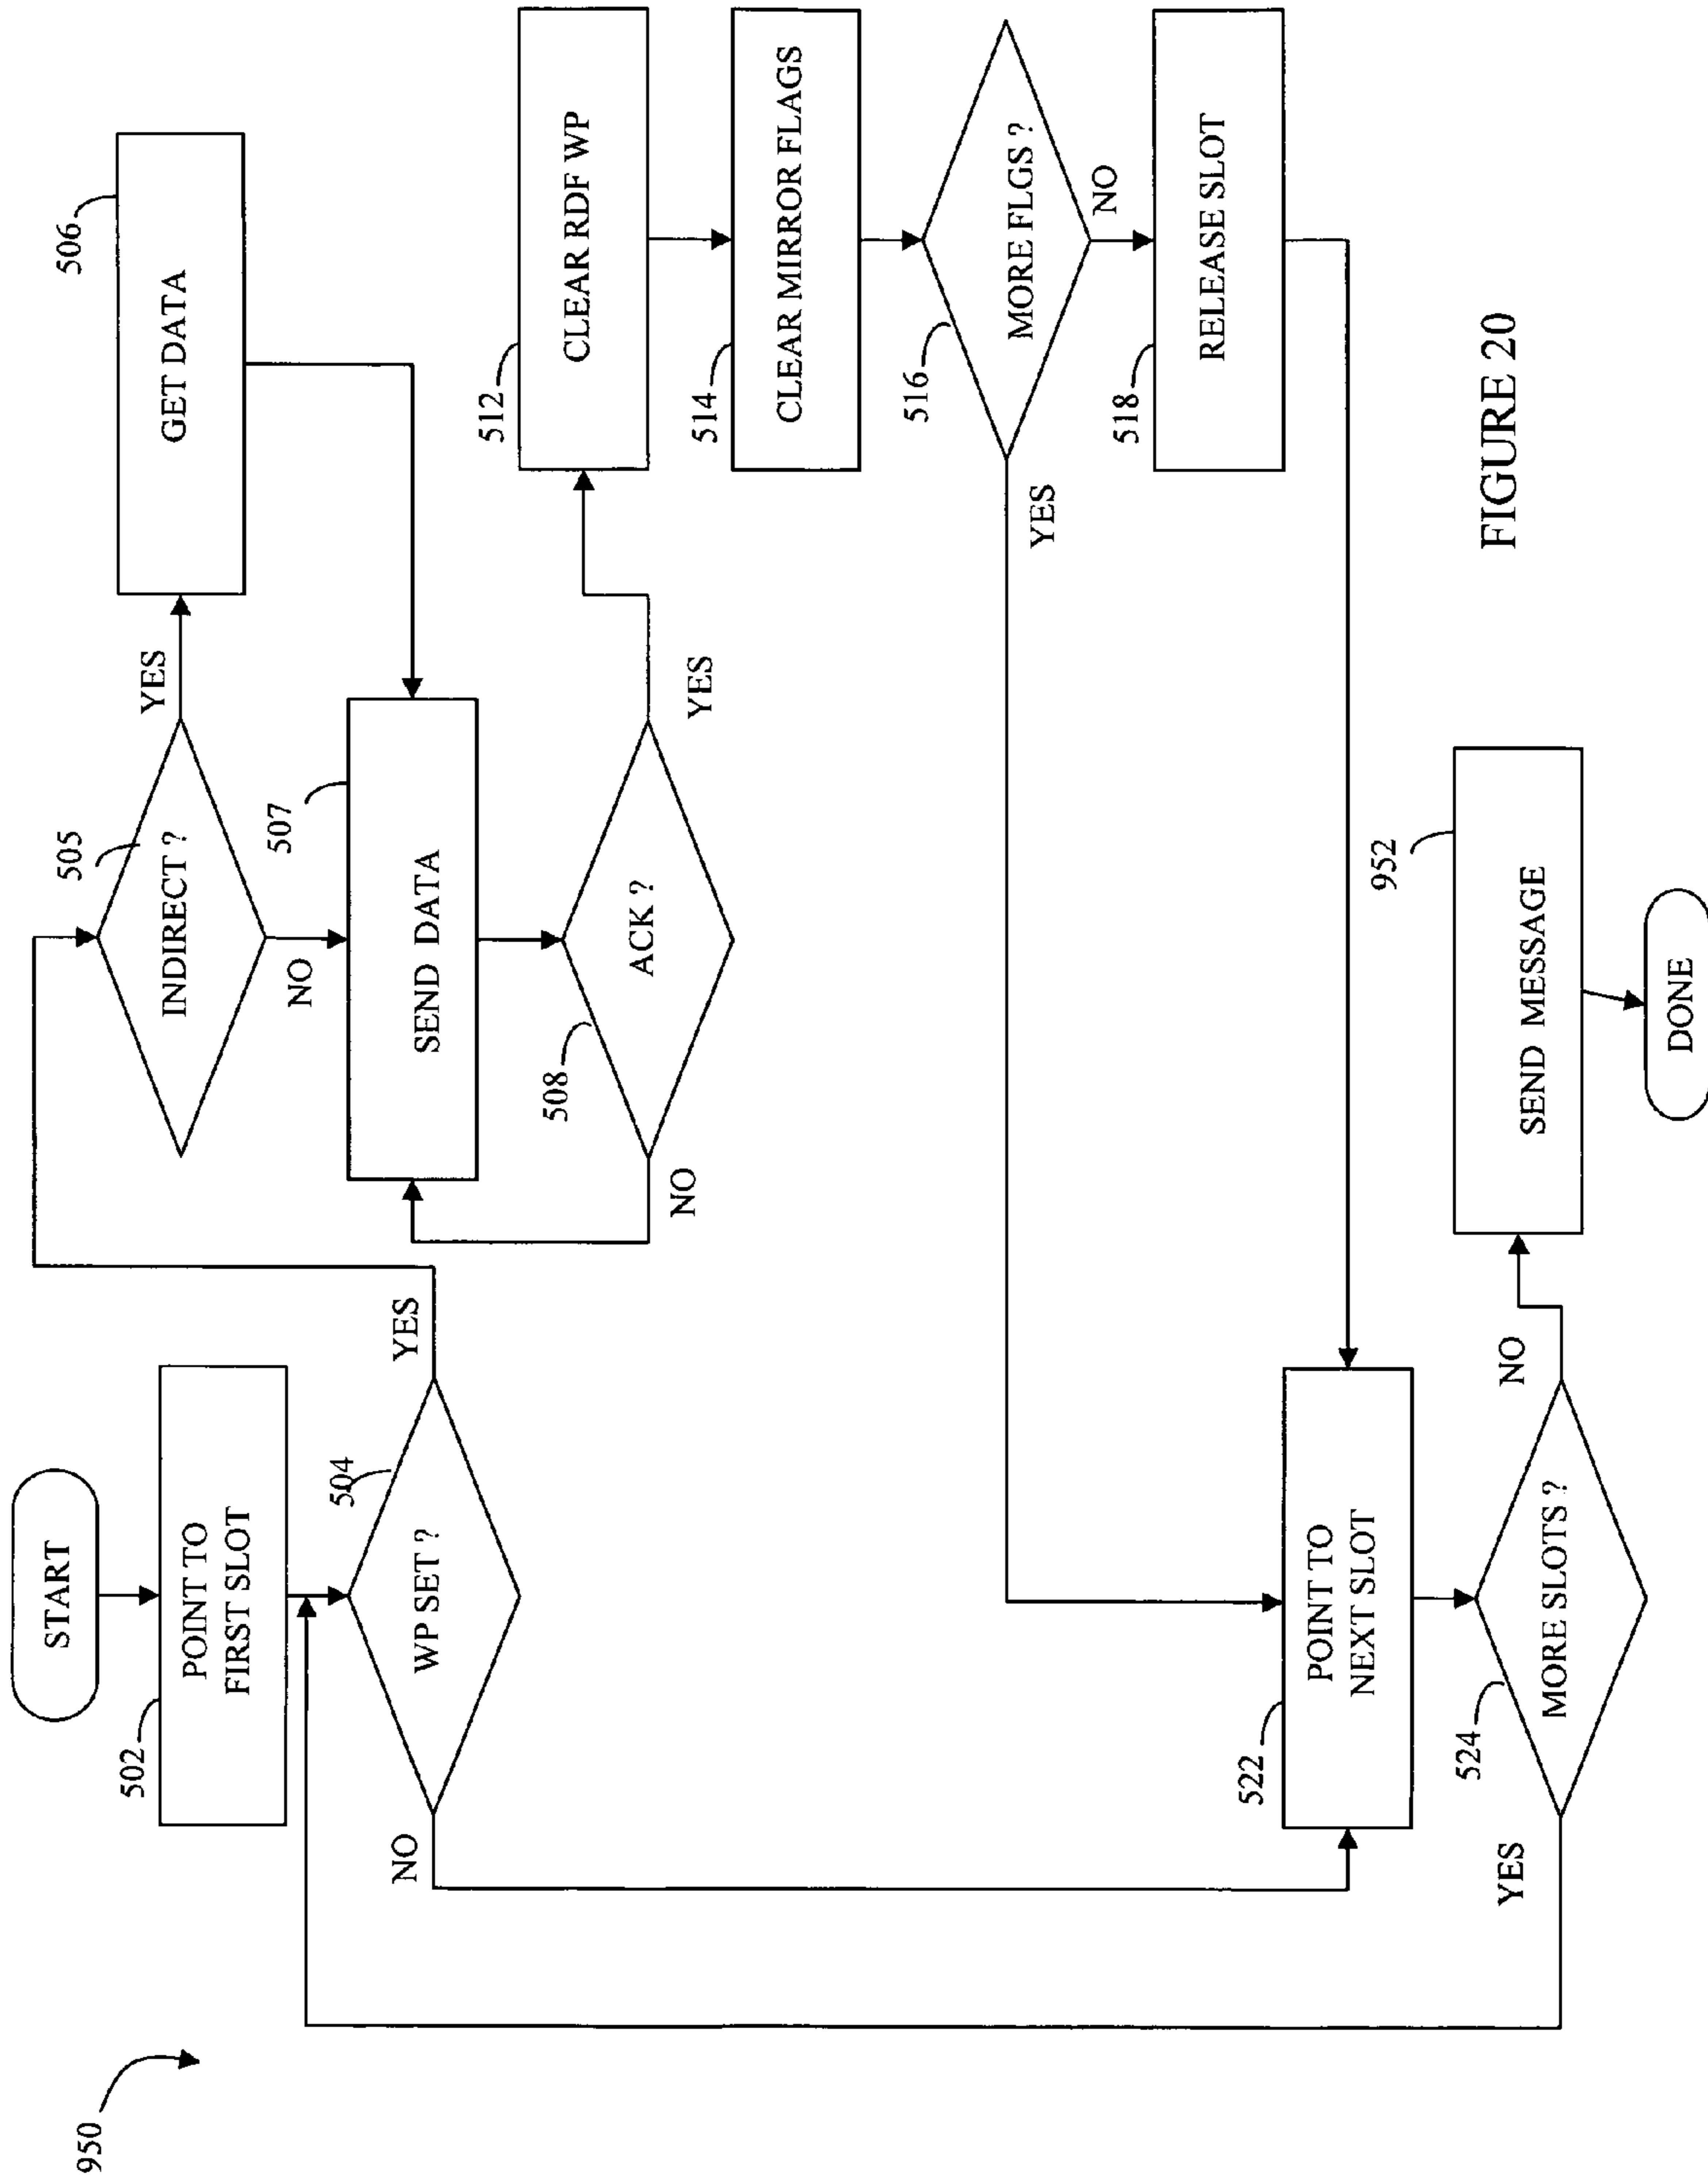 950
START
502
POINT TO
FIRST SLOT
504
WP SET ?
YES
NO
505
INDIRECT ?
YES
NO
506
GET DATA
507
SEND DATA
508
ACK ?
YES
NO
512
CLEAR RDF WP
514
CLEAR MIRROR FLAGS
516
MORE FLGS ?
YES
NO
518
RELEASE SLOT
522
POINT TO
NEXT SLOT
524
MORE SLOTS ?
YES
NO
952
SEND MESSAGE
DONE
FIGURE 20